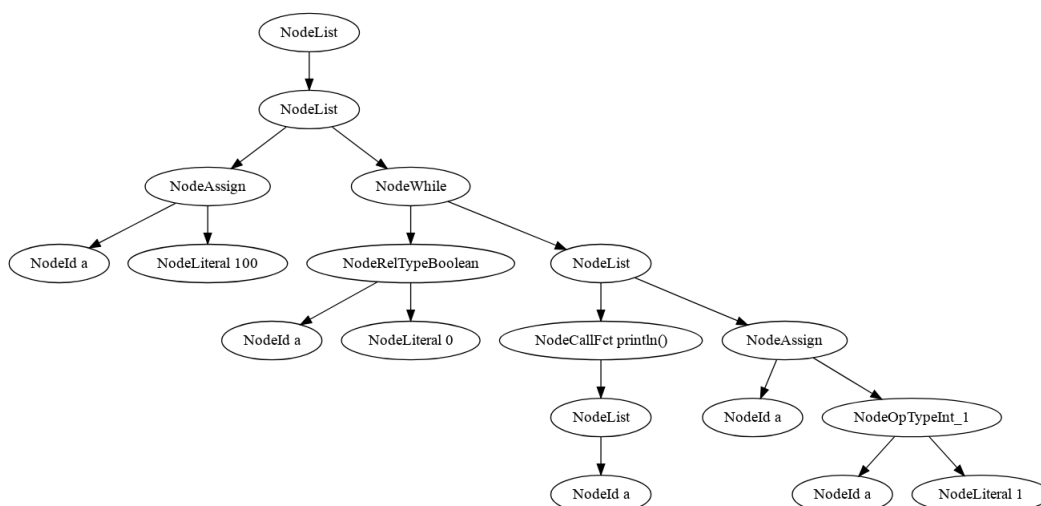 NodeList
NodeList
NodeAssign
NodeWhile
NodeId a
NodeLiteral 100
NodeRelTypeBoolean
NodeList
NodeId a
NodeLiteral 0
NodeCallFct println()
NodeAssign
NodeList
NodeId a
NodeOpTypeInt_1
NodeId a
NodeId a
NodeLiteral 1